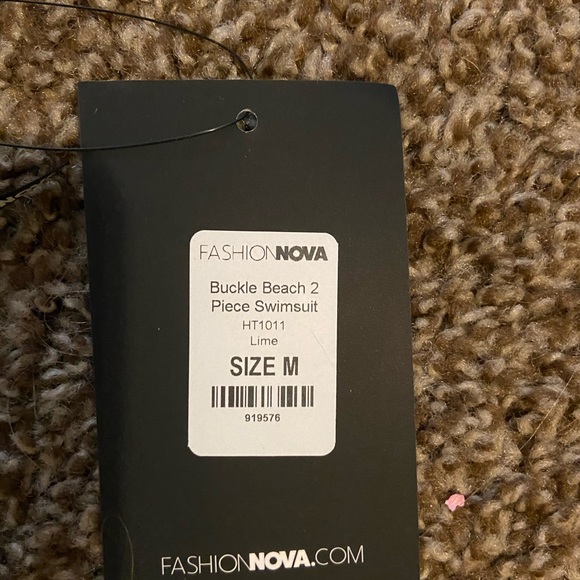 FASHIONNOVA
Buckle Beach 2
Piece Swimsuit
HT1011
Lime
SIZE M
919576
FASHIONNOVA.COM